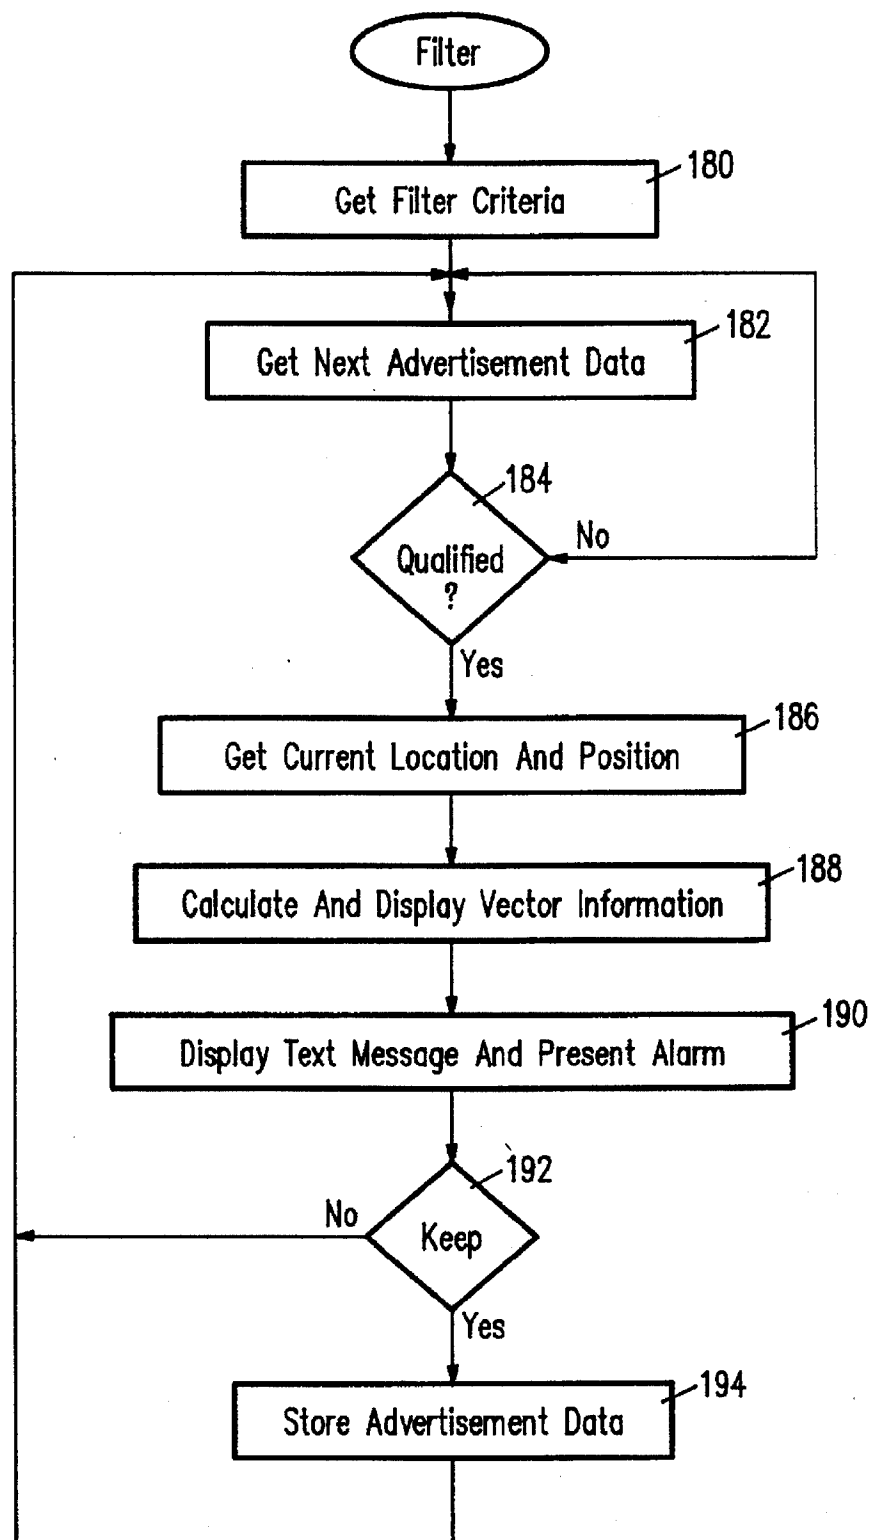 Filter
180
Get Filter Criteria
182
Get Next Advertisement Data
184
Qualified
?
No
Yes
186
Get Current Location And Position
188
Calculate And Display Vector Information
190
Display Text Message And Present Alarm
192
No
Keep
Yes
194
Store Advertisement Data